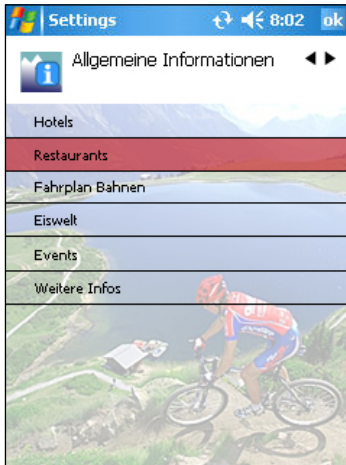 Settings 8:02 ok
Allgemeine Informationen
Hotels
Restaurants
Fahrplan Bahnen
Eiswelt
Events
Weitere Infos